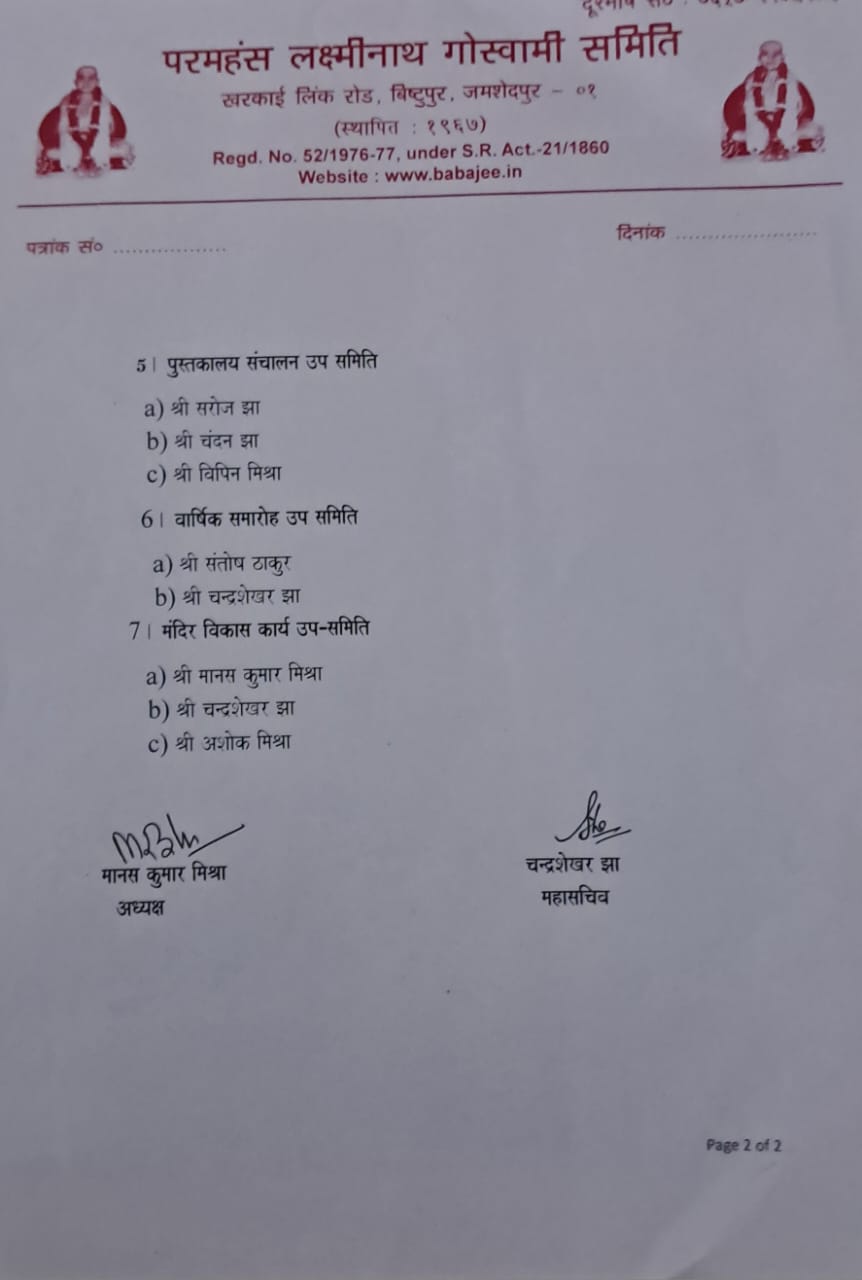 परमहंस लक्ष्मीनाथ गोस्वामी समिति
खरकाई लिंक रोड, बिष्टुपुर, जमशेदपुर – ०१
(स्थापित : १९६७)
Regd. No. 52/1976-77, under S.R. Act.-21/1860
Website : www.babajee.in
पत्रांक सं० ..................
दिनांक .......................
5। पुस्तकालय संचालन उप समिति
a) श्री सरोज झा
b) श्री चंदन झा
c) श्री विपिन मिश्रा
6। वार्षिक समारोह उप समिति
a) श्री संतोष ठाकुर
b) श्री चन्द्रशेखर झा
7। मंदिर विकास कार्य उप-समिति
a) श्री मानस कुमार मिश्रा
b) श्री चन्द्रशेखर झा
c) श्री अशोक मिश्रा
मानस कुमार मिश्रा
अध्यक्ष
चन्द्रशेखर झा
महासचिव
Page 2 of 2